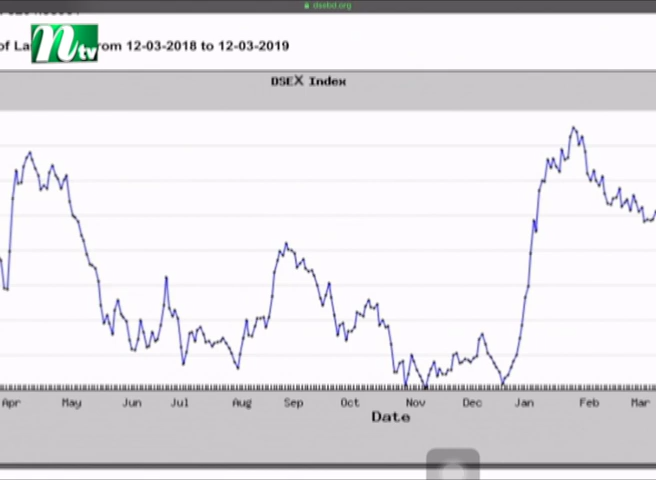 dsebd.org
of La
ntv
rom 12-03-2018 to 12-03-2019
DSEX Index
Apr May Jun Jul Aug Sep Oct Nov Dec Jan Feb Mar
Date